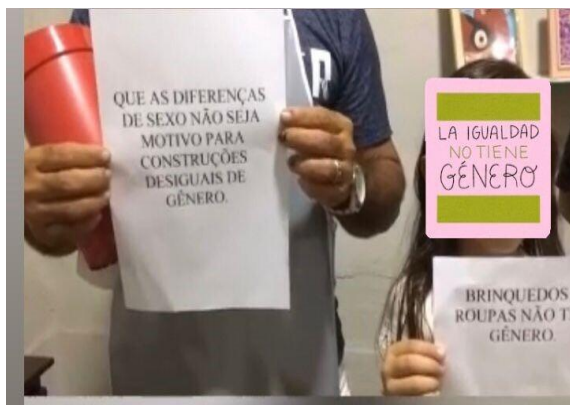 QUE AS DIFERENÇAS
DE SEXO NÃO SEJA
MOTIVO PARA
CONSTRUÇÕES
DESIGUAIS DE
GÊNERO.
LA IGUALDAD
NO TIENE
GÉNERO
BRINQUEDOS
ROUPAS NÃO T
GÊNERO.